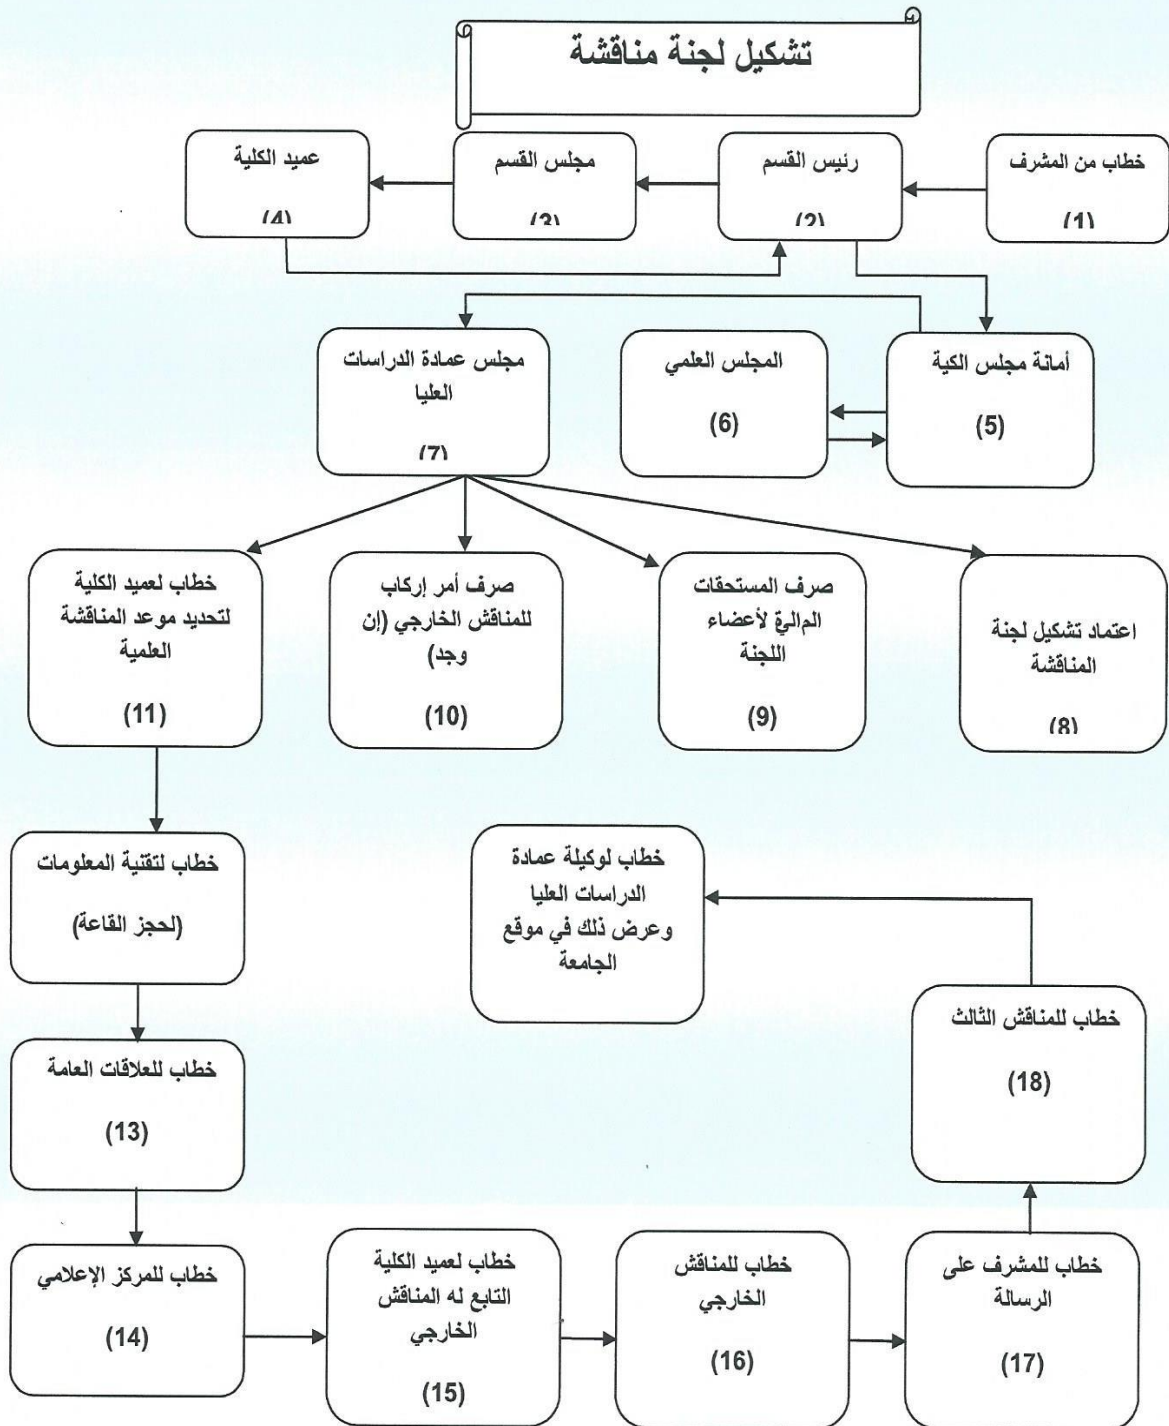 تشكيل لجنة مناقشة
خطاب من المشرف
(1)
رئيس القسم
(2)
مجلس القسم
(3)
عميد الكلية
(4)
أمانة مجلس الكية
(5)
المجلس العلمي
(6)
مجلس عمادة الدراسات
العليا
(7)
اعتماد تشكيل لجنة
المناقشة
(8)
صرف المستحقات
المالية لأعضاء
اللجنة
(9)
صرف أمر إركاب
للمناقش الخارجي (إن
وجد)
(10)
خطاب لعميد الكلية
لتحديد موعد المناقشة
العلمية
(11)
خطاب لتقنية المعلومات
(لحجز القاعة)
خطاب للعلاقات العامة
(13)
خطاب للمركز الإعلامي
(14)
خطاب لعميد الكلية
التابع له المناقش
الخارجي
(15)
خطاب للمناقش
الخارجي
(16)
خطاب للمشرف على
الرسالة
(17)
خطاب للمناقش الثالث
(18)
خطاب لوكيلة عمادة
الدراسات العليا
وعرض ذلك في موقع
الجامعة